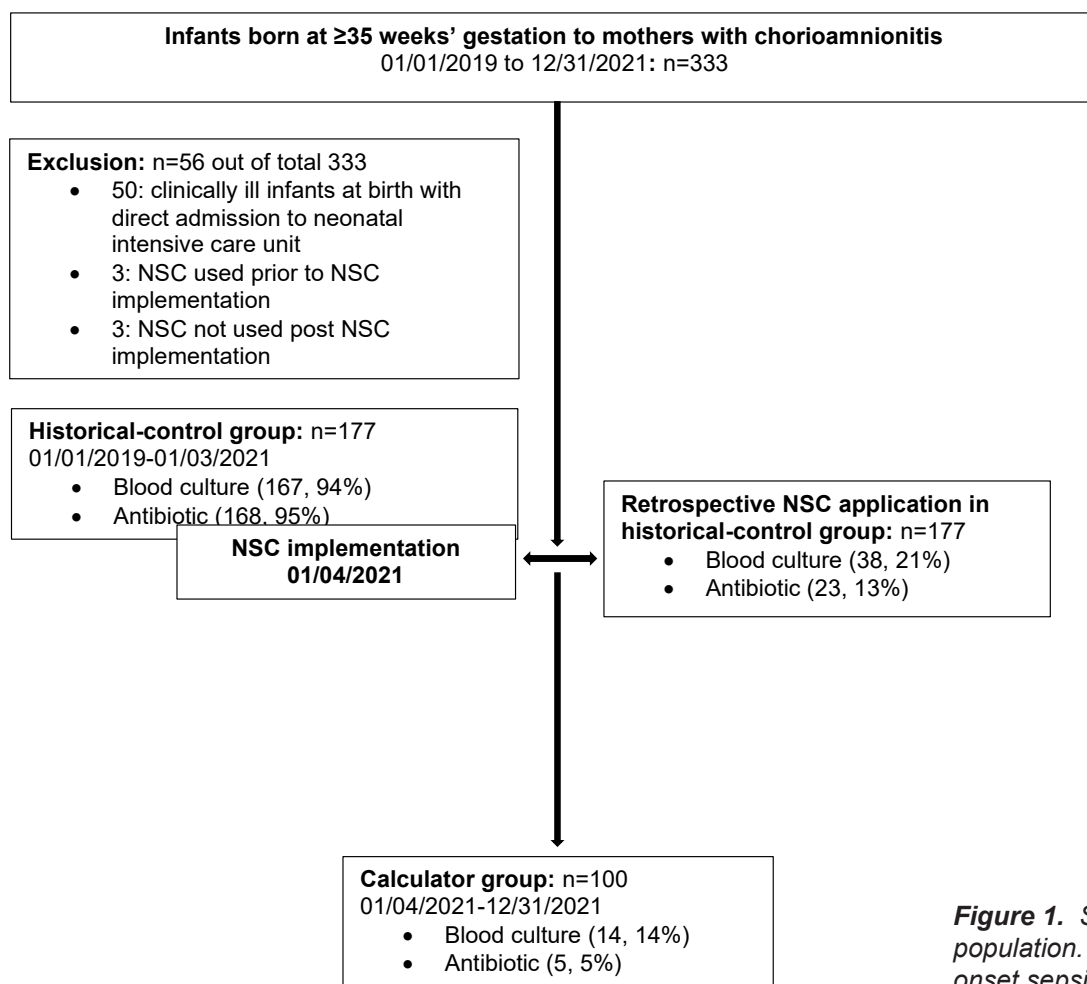 Infants born at ≥35 weeks’ gestation to mothers with chorioamnionitis
01/01/2019 to 12/31/2021: n=333
Exclusion: n=56 out of total 333
• 50: clinically ill infants at birth with
direct admission to neonatal
intensive care unit
• 3: NSC used prior to NSC
implementation
• 3: NSC not used post NSC
implementation
Historical-control group: n=177
01/01/2019-01/03/2021
• Blood culture (167, 94%)
• Antibiotic (168, 95%)
NSC implementation
01/04/2021
Retrospective NSC application in
historical-control group: n=177
• Blood culture (38, 21%)
• Antibiotic (23, 13%)
Calculator group: n=100
01/04/2021-12/31/2021
• Blood culture (14, 14%)
• Antibiotic (5, 5%)
Figure 1.
population.
onset sepsi